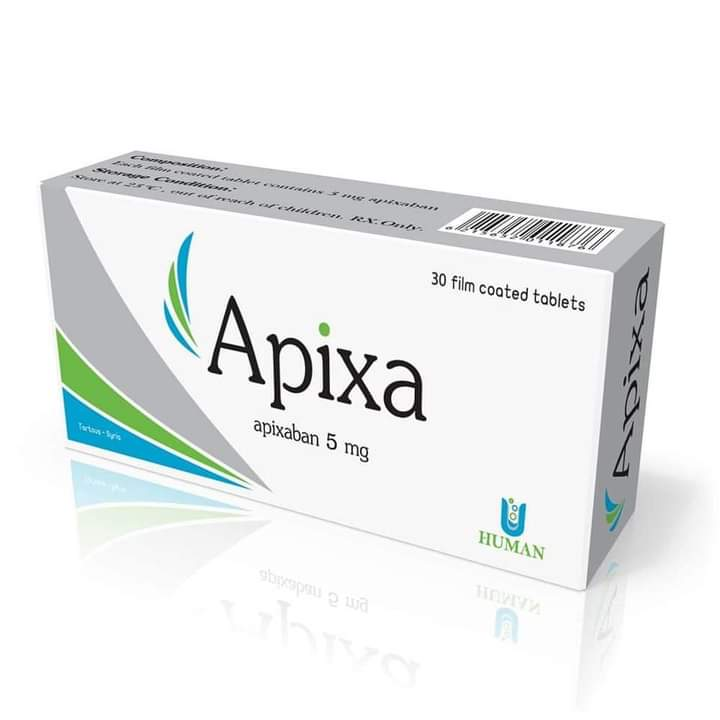 Composition:
Each film coated tablet contains 5 mg apixaban
Storage Condition:
Store at 25°C, out of reach of children. RX.Only.
30 film coated tablets
Apixa
apixaban 5 mg
Tartous - Syria
HUMAN
Apixa